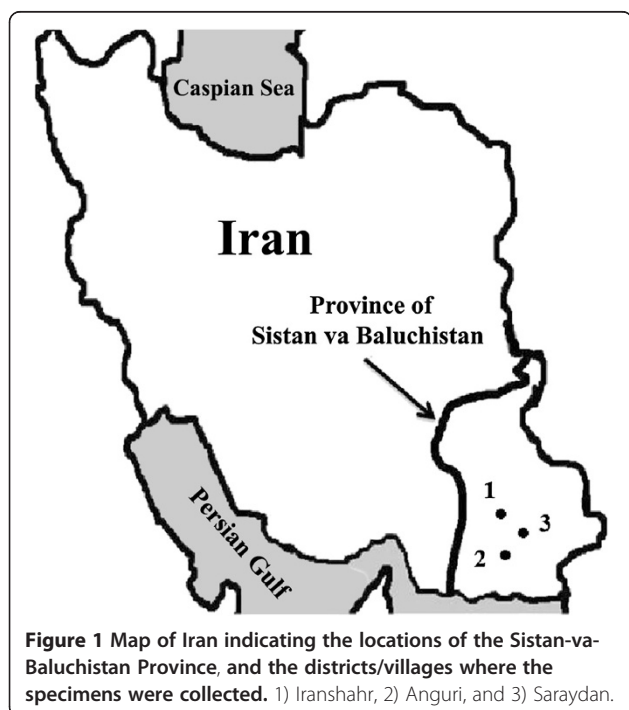 Caspian Sea
Iran
Province of
Sistan va Baluchistan
Persian Gulf
1
3
2
Figure 1 Map of Iran indicating the locations of the Sistan-va-
Baluchistan Province, and the districts/villages where the
specimens were collected. 1) Iranshahr, 2) Anguri, and 3) Saraydan.